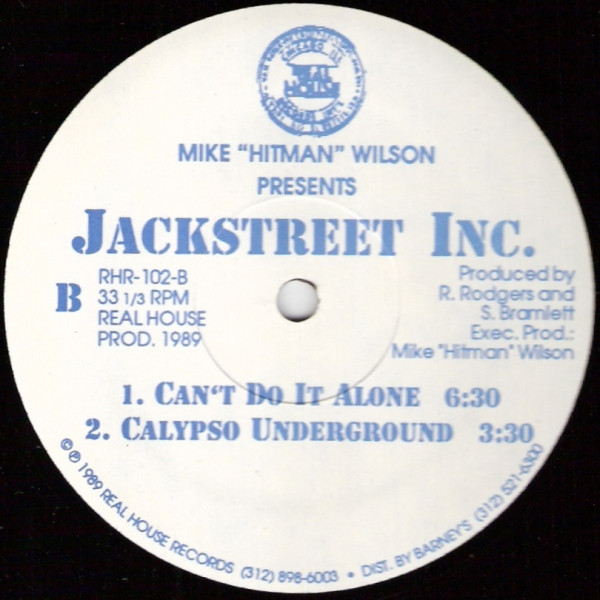 CHICAGO, ILL
REAL
HOUSE
MIKE "HITMAN" WILSON
PRESENTS
JACKSTREET INC.
B
RHR-102-B
33 1/3 RPM
REAL HOUSE
PROD. 1989
Produced by
R. Rodgers and
S. Bramlett
Exec. Prod.:
Mike "Hitman" Wilson
1. CAN'T DO IT ALONE 6:30
2. CALYPSO UNDERGROUND 3:30
© ℗ 1989 REAL HOUSE RECORDS (312) 898-6003 • DIST. BY BARNEY'S (312) 521-6300